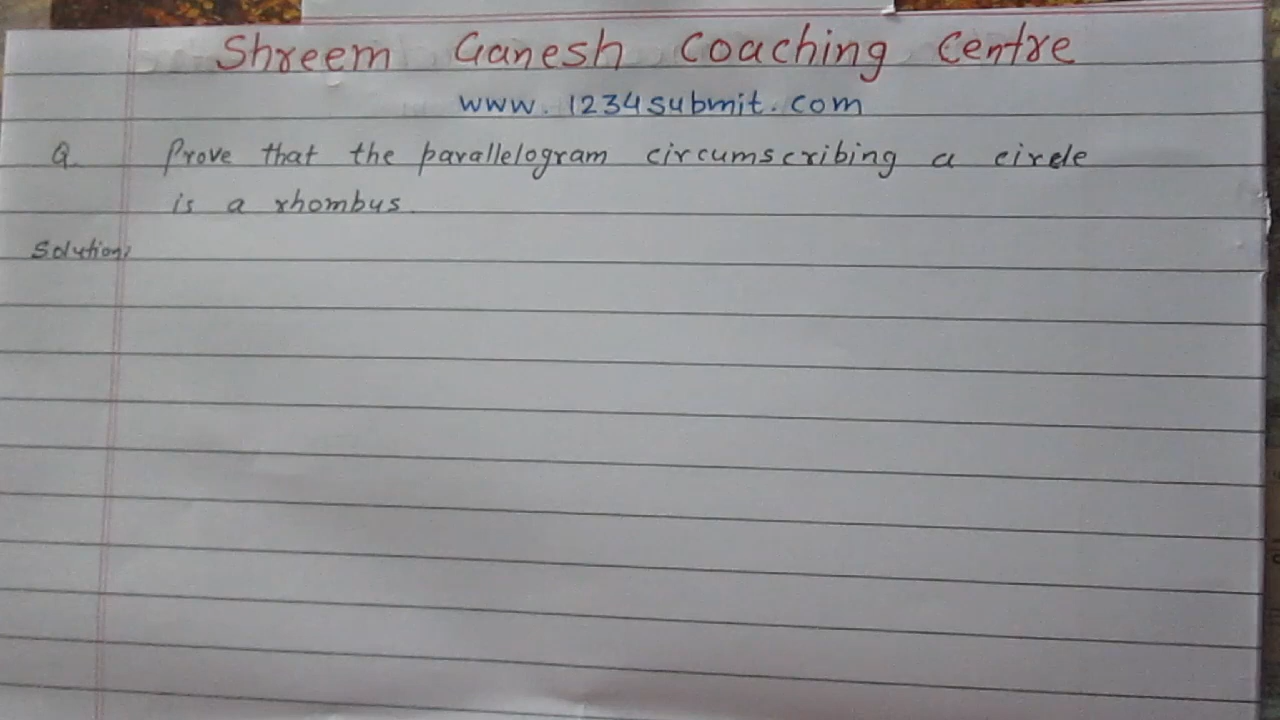 Shreem Ganesh Coaching Centre
www.1234submit.com
Q. Prove that the parallelogram circumscribing a circle
is a rhombus.
Solution: